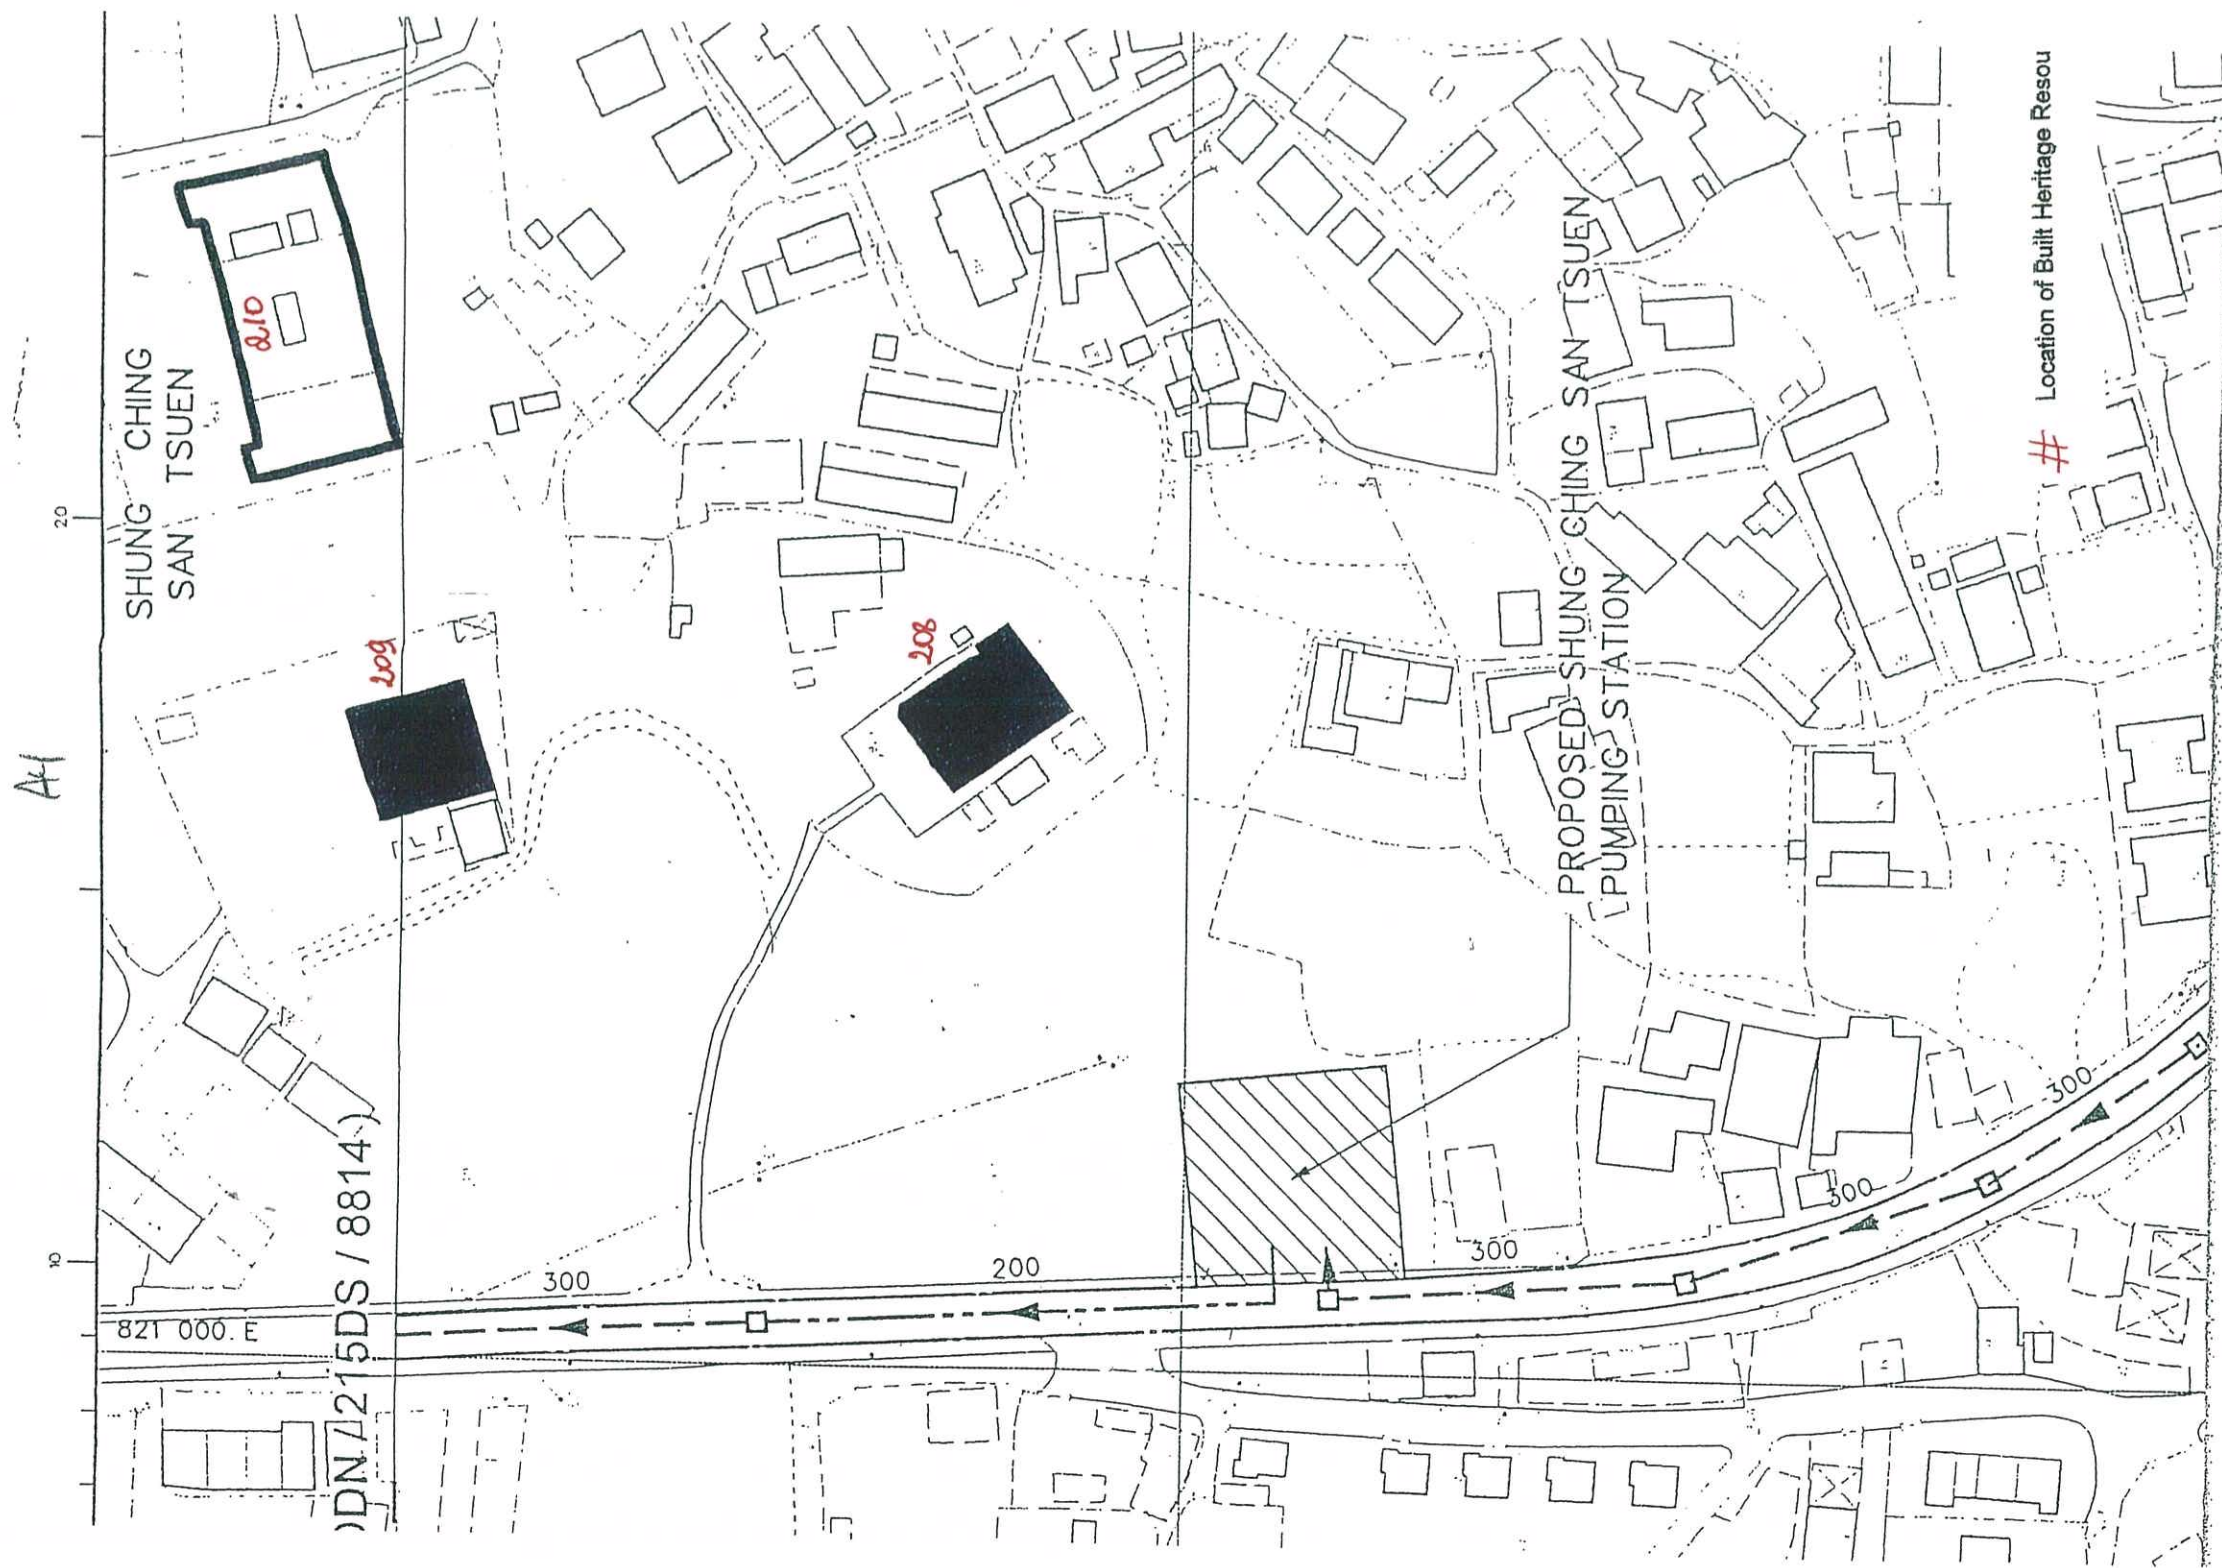 A4
20
10
SHUNG CHING
SAN TSUEN
210
209
208
DN / 215DS / 8814)
821 000. E
300
200
300
300
300
PROPOSED SHUNG CHING SAN TSUEN
PUMPING STATION
# Location of Built Heritage Resou